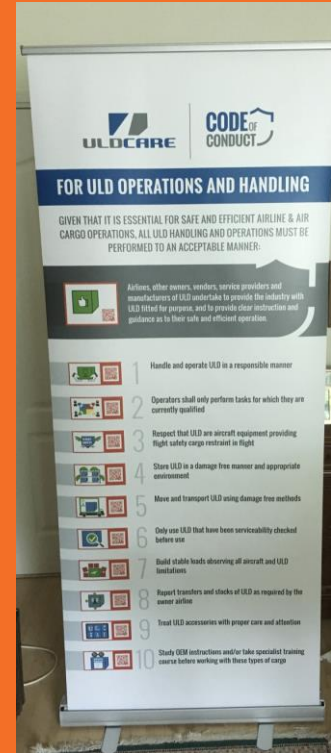 ULDCARE
CODE OF
CONDUCT
FOR ULD OPERATIONS AND HANDLING
GIVEN THAT IT IS ESSENTIAL FOR SAFE AND EFFICIENT AIRLINE & AIR
CARGO OPERATIONS, ALL ULD HANDLING AND OPERATIONS MUST BE
PERFORMED TO AN ACCEPTABLE MANNER:
Airlines, other owners, vendors, service providers and
manufacturers of ULD undertake to provide the industry with
ULD fitted for purpose, and to provide clear instruction and
guidance as to their safe and efficient operation.
1 Handle and operate ULD in a responsible manner
2 Operators shall only perform tasks for which they are
currently qualified
3 Respect that ULD are aircraft equipment providing
flight safety cargo restraint in flight
4 Store ULD in a damage free manner and appropriate
environment
5 Move and transport ULD using damage free methods
6 Only use ULD that have been serviceability checked
before use
7 Build stable loads observing all aircraft and ULD
limitations
8 Report transfers and stocks of ULD as required by the
owner airline
9 Treat ULD accessories with proper care and attention
10 Study OEM instructions and/or take specialist training
course before working with these types of cargo